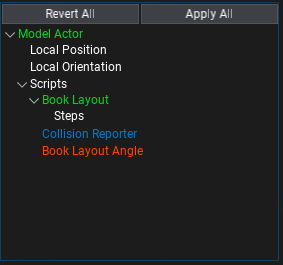 Revert All
Apply All
Model Actor
Local Position
Local Orientation
Scripts
Book Layout
Steps
Collision Reporter
Book Layout Angle